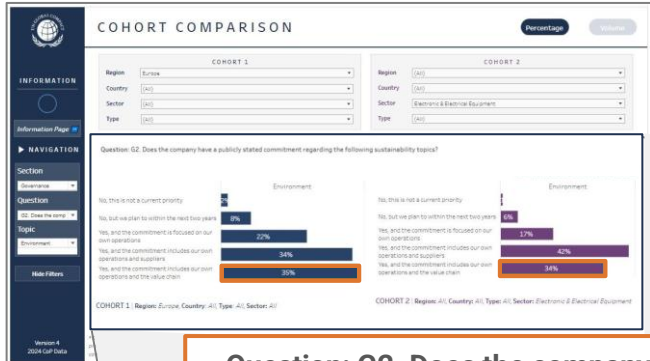 COHORT COMPARISON
Percentage
Volume
INFORMATION
Information Page
NAVIGATION
Section
Governance
Question
G2. Does the comp
Topic
Environment
Hide Filters
Version 4
2024 CoP Data
COHORT 1
Region
Europe
Country
(All)
Sector
(All)
Type
(All)
COHORT 2
Region
(All)
Country
(All)
Sector
Electronic & Electrical Equipment
Type
(All)
Question: G2. Does the company have a publicly stated commitment regarding the following sustainability topics?
Environment
No, this is not a current priority
No, but we plan to within the next two years
8%
Yes, and the commitment is focused on our
own operations
22%
Yes, and the commitment includes our own
operations and suppliers
34%
Yes, and the commitment includes our own
operations and the value chain
35%
COHORT 1 | Region: Europe, Country: All, Type: All, Sector: All
Environment
No, this is not a current priority
No, but we plan to within the next two years
6%
Yes, and the commitment is focused on our
own operations
17%
Yes, and the commitment includes our own
operations and suppliers
42%
Yes, and the commitment includes our own
operations and the value chain
34%
COHORT 2 | Region: All, Country: All, Type: All, Sector: Electronic & Electrical Equipment
Question: G2. Does the company